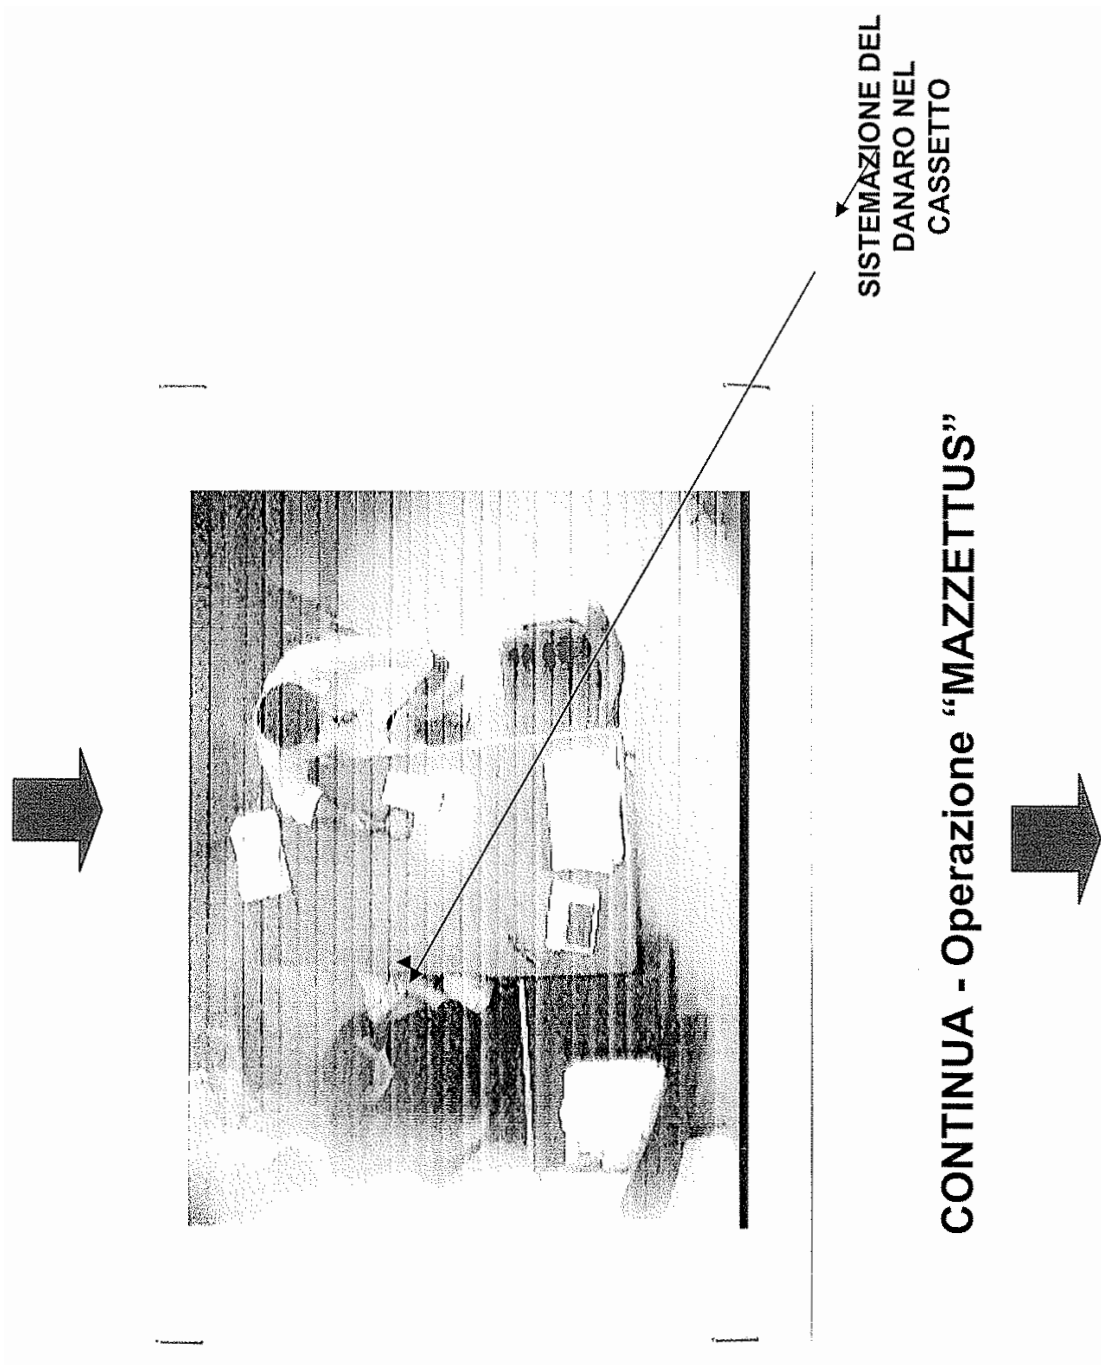 SISTEMAZIONE DEL
DANARO NEL
CASSETTO
CONTINUA - Operazione “MAZZETTUS”